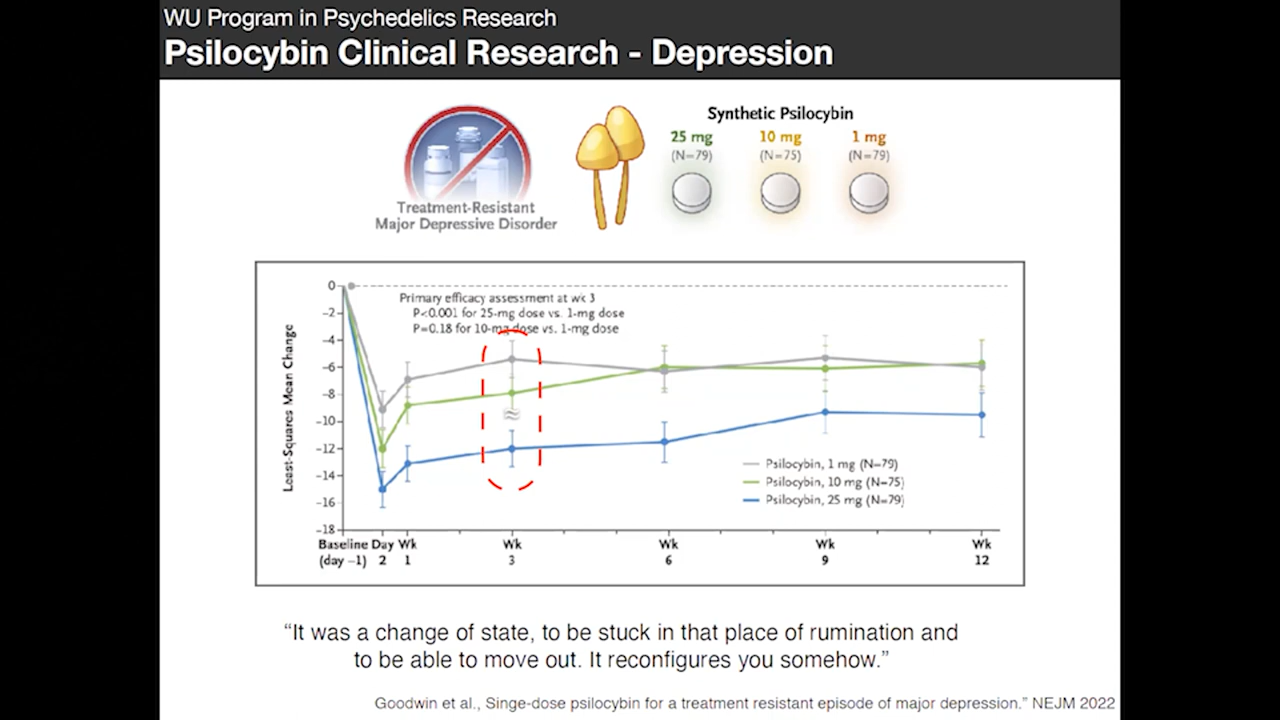 WU Program in Psychedelics Research
Psilocybin Clinical Research - Depression
Treatment-Resistant
Major Depressive Disorder
Synthetic Psilocybin
25 mg 10 mg 1 mg
(N=79) (N=75) (N=79)
Primary efficacy assessment at wk 3
P<0.001 for 25-mg dose vs. 1-mg dose
P=0.18 for 10-mg dose vs. 1-mg dose
Least-Squares Mean Change
0
-2
-4
-6
-8
-10
-12
-14
-16
-18
≈
Psilocybin, 1 mg (N=79)
Psilocybin, 10 mg (N=75)
Psilocybin, 25 mg (N=79)
Baseline Day Wk Wk Wk Wk Wk
(day -1) 2 1 3 6 9 12
“It was a change of state, to be stuck in that place of rumination and
to be able to move out. It reconfigures you somehow.”
Goodwin et al., Singe-dose psilocybin for a treatment resistant episode of major depression.” NEJM 2022